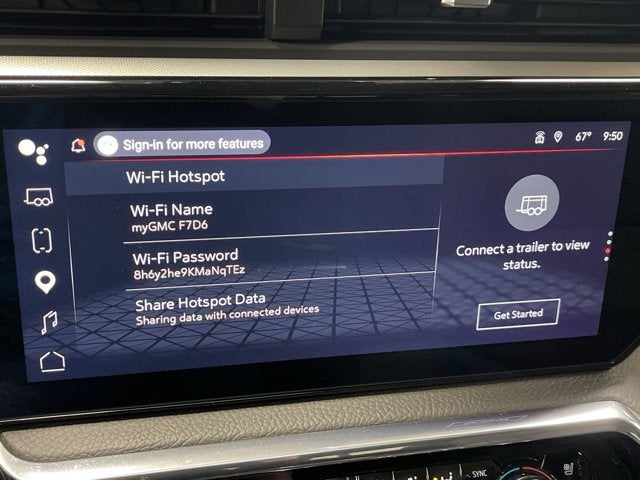 Sign-in for more features
67° 9:50
Wi-Fi Hotspot
Wi-Fi Name
myGMC F7D6
Wi-Fi Password
8h6y2he9KMaNqTEz
Share Hotspot Data
Sharing data with connected devices
Connect a trailer to view
status.
Get Started
SYNC